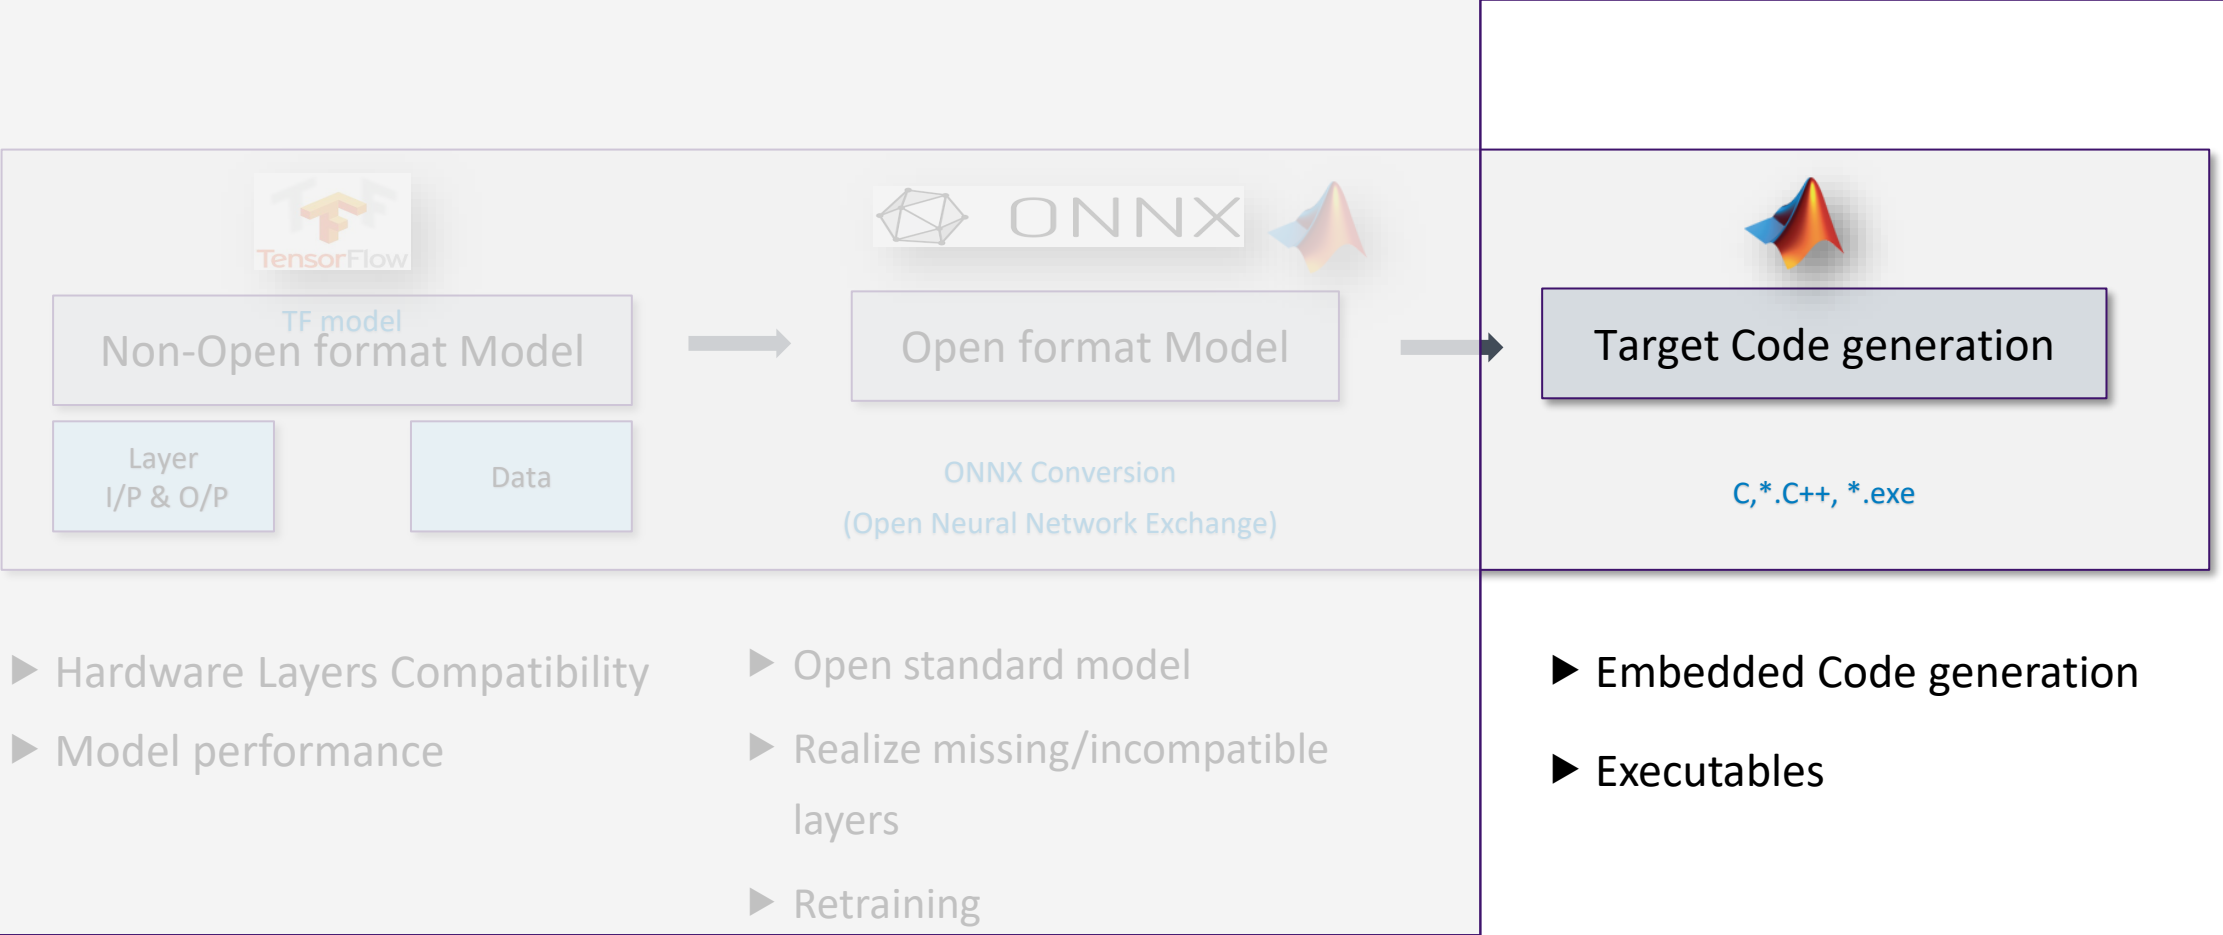 TensorFlow
TF model
Non-Open format Model
Layer
I/P & O/P
Data
ONNX
Open format Model
ONNX Conversion
(Open Neural Network Exchange)
Target Code generation
C,*.C++, *.exe
Hardware Layers Compatibility
Model performance
Open standard model
Realize missing/incompatible
layers
Retraining
Embedded Code generation
Executables